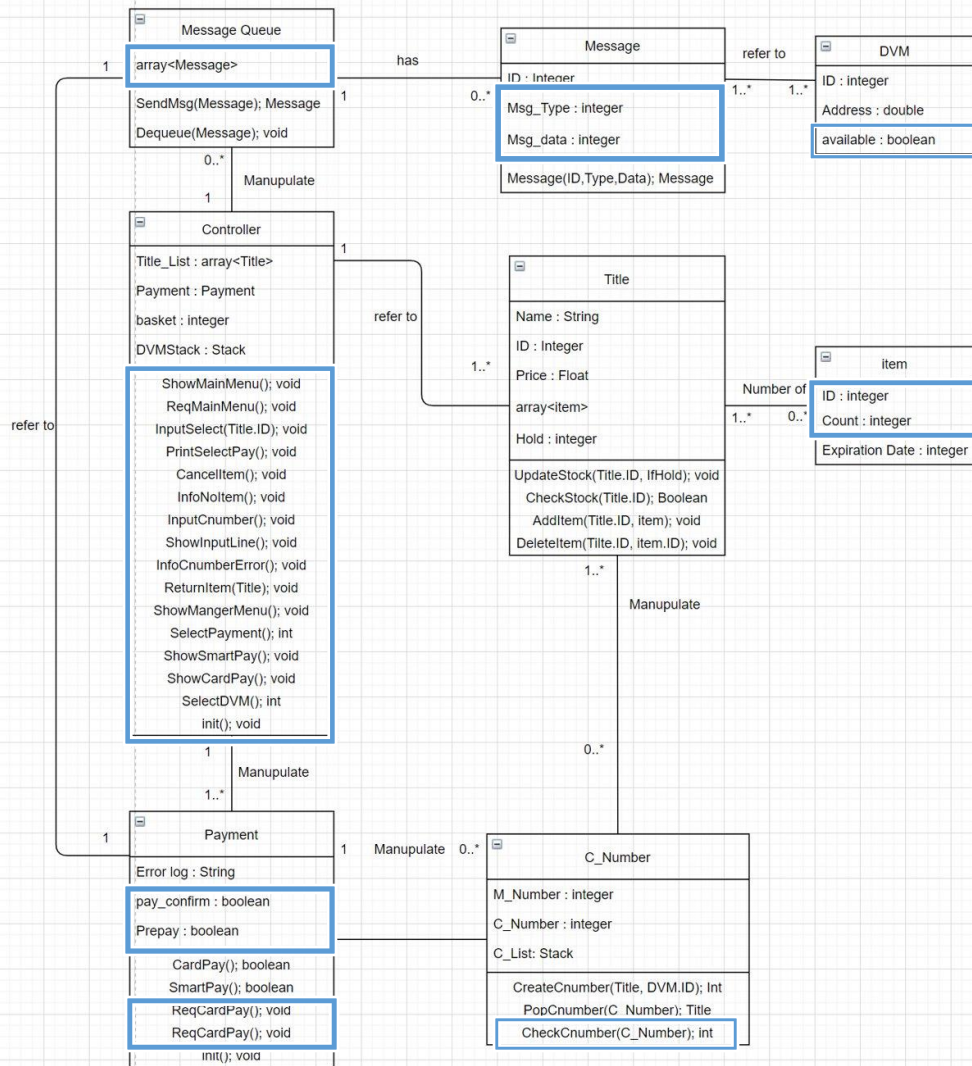 Message Queue
array<Message>
SendMsg(Message); Message
Dequeue(Message); void
1
has
1
0..*
Message
ID : Integer
Msg_Type : integer
Msg_data : integer
Message(ID,Type,Data); Message
refer to
1..*
1..*
DVM
ID : integer
Address : double
available : boolean
0..*
Manupulate
1
Controller
Title_List : array<Title>
Payment : Payment
basket : integer
DVMStack : Stack
ShowMainMenu(); void
ReqMainMenu(); void
InputSelect(Title.ID); void
PrintSelectPay(); void
CancelItem(); void
InfoNoItem(); void
InputCnumber(); void
ShowInputLine(); void
InfoCnumberError(); void
ReturnItem(Title); void
ShowMangerMenu(); void
SelectPayment(); int
ShowSmartPay(); void
ShowCardPay(); void
SelectDVM(); int
init(); void
1
refer to
1..*
Title
Name : String
ID : Integer
Price : Float
array<item>
Hold : integer
UpdateStock(Title.ID, IfHold); void
CheckStock(Title.ID); Boolean
AddItem(Title.ID, item); void
DeleteItem(Tilte.ID, item.ID); void
Number of
1..*
0..*
item
ID : integer
Count : integer
Expiration Date : integer
refer to
1..*
Manupulate
0..*
1
Manupulate
1..*
1
Payment
Error log : String
pay_confirm : boolean
Prepay : boolean
CardPay(); boolean
SmartPay(); boolean
ReqCardPay(); void
ReqCardPay(); void
init(); void
1
Manupulate
0..*
C_Number
M_Number : integer
C_Number : integer
C_List: Stack
CreateCnumber(Title, DVM.ID); Int
PopCnumber(C_Number); Title
CheckCnumber(C_Number); int